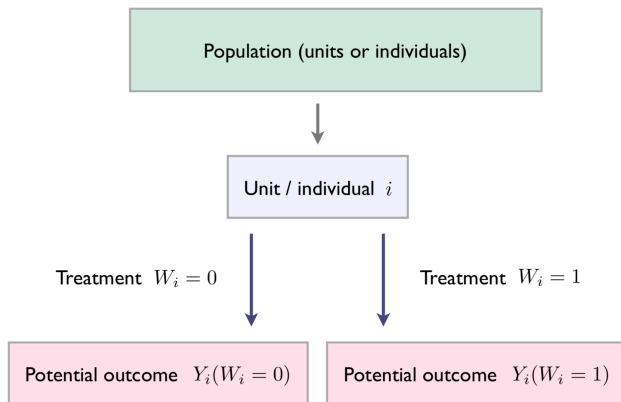 Population (units or individuals)
Unit / individual i
Treatment W_i = 0
Treatment W_i = 1
Potential outcome Y_i(W_i = 0)
Potential outcome Y_i(W_i = 1)